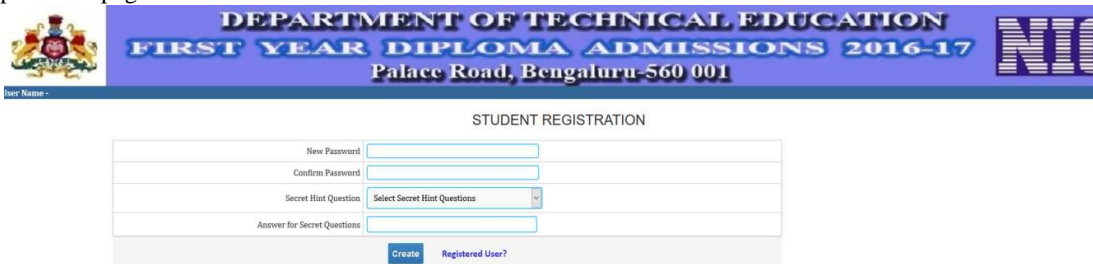 DEPARTMENT OF TECHNICAL EDUCATION
FIRST YEAR DIPLOMA ADMISSIONS 2016-17
Palace Road, Bengaluru-560 001
User Name -
STUDENT REGISTRATION
New Password
Confirm Password
Secret Hint Question Select Secret Hint Questions
Answer for Secret Questions
Create Registered User?